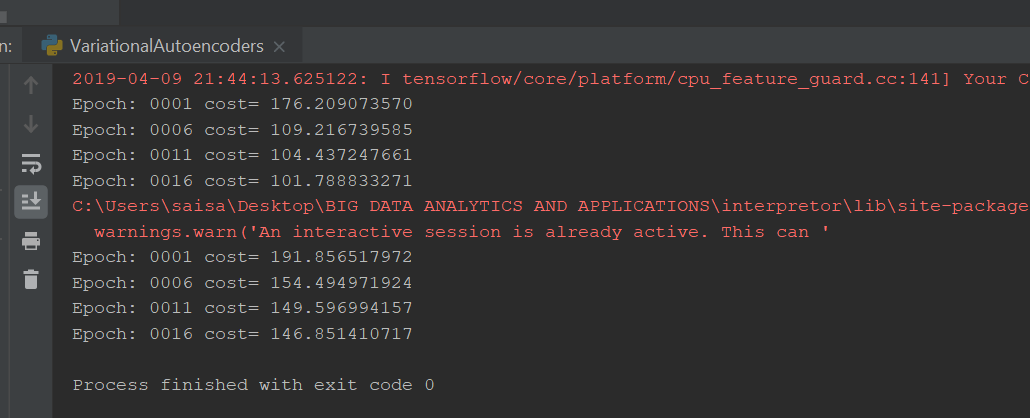 n: VariationalAutoencoders
2019-04-09 21:44:13.625122: I tensorflow/core/platform/cpu_feature_guard.cc:141] Your C
Epoch: 0001 cost= 176.209073570
Epoch: 0006 cost= 109.216739585
Epoch: 0011 cost= 104.437247661
Epoch: 0016 cost= 101.788833271
C:\Users\saisa\Desktop\BIG DATA ANALYTICS AND APPLICATIONS\interpretor\lib\site-package
warnings.warn('An interactive session is already active. This can '
Epoch: 0001 cost= 191.856517972
Epoch: 0006 cost= 154.494971924
Epoch: 0011 cost= 149.596994157
Epoch: 0016 cost= 146.851410717
Process finished with exit code 0